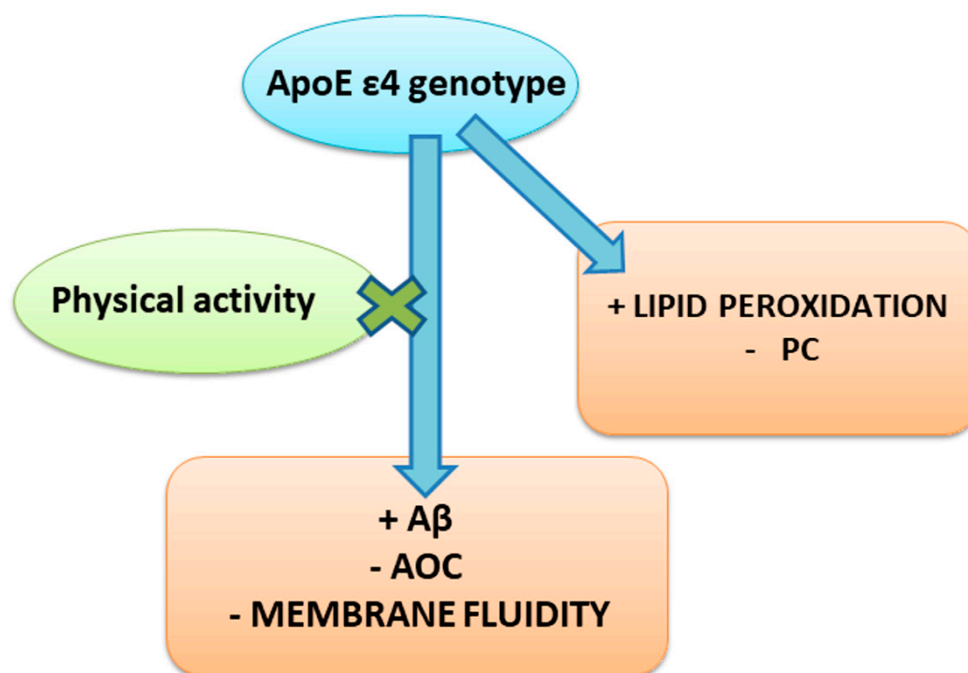 ApoE ε4 genotype
Physical activity
+ LIPID PEROXIDATION
- PC
+ Aβ
- AOC
- MEMBRANE FLUIDITY